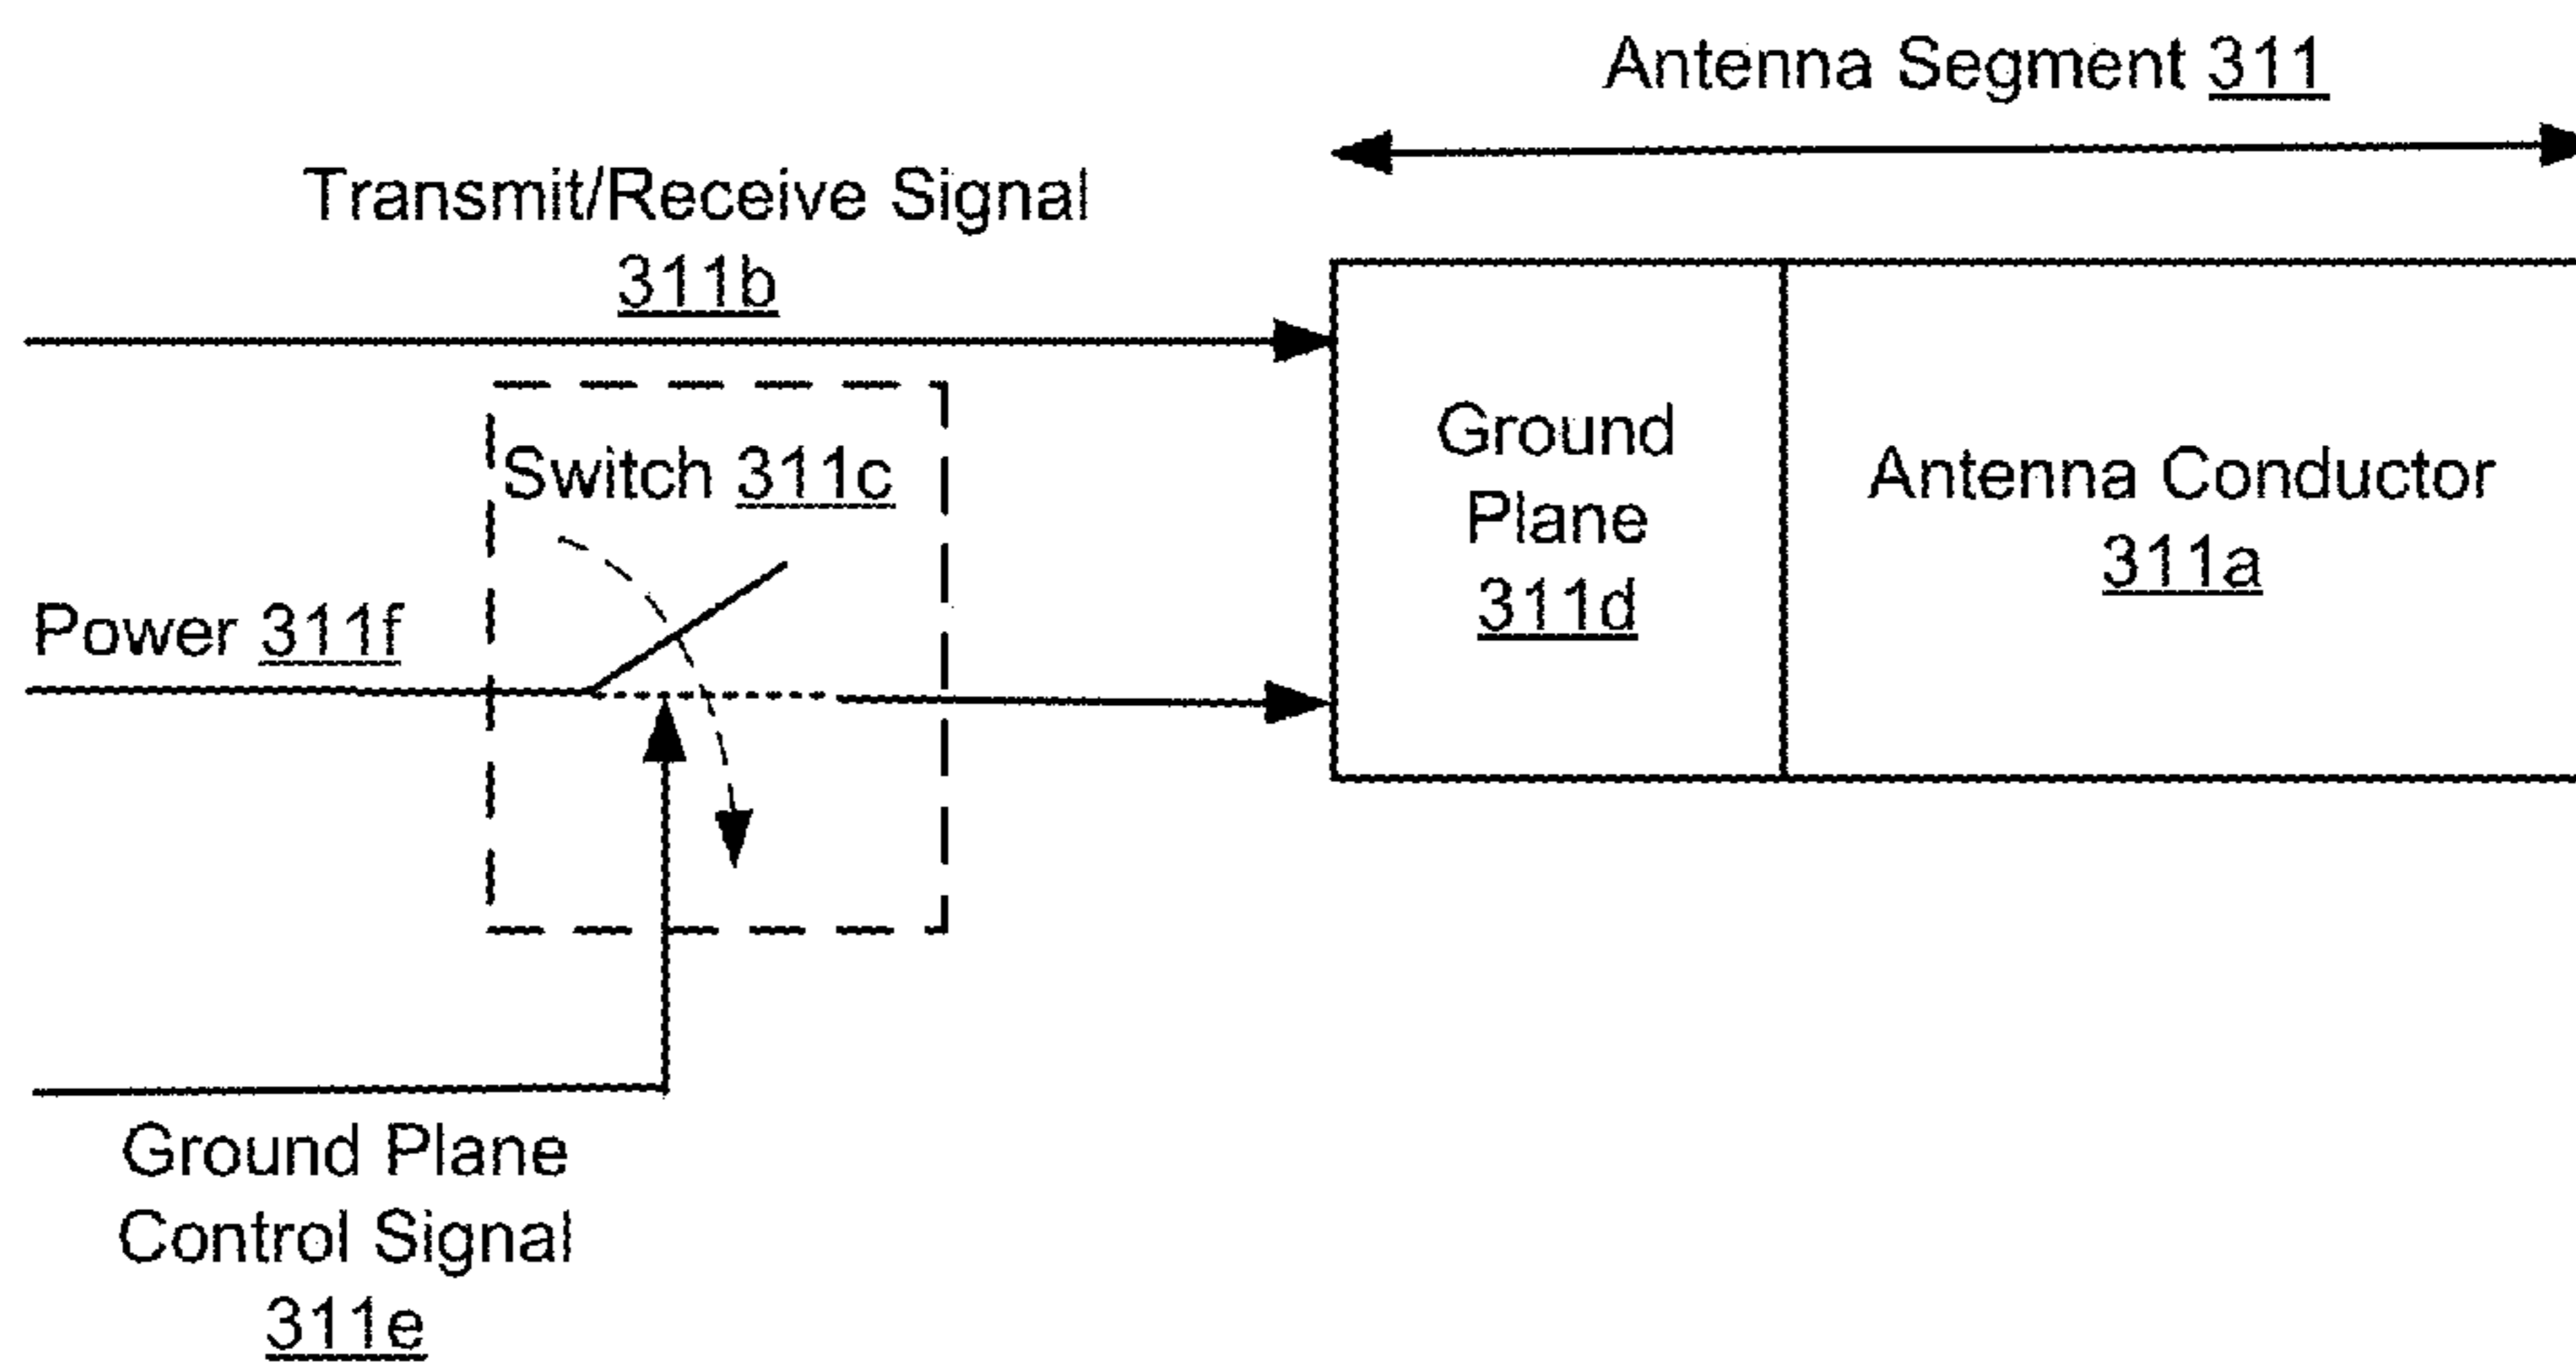 Antenna Segment 311
Transmit/Receive Signal
311b
Switch 311c
Power 311f
Ground
Plane
311d
Antenna Conductor
311a
Ground Plane
Control Signal
311e